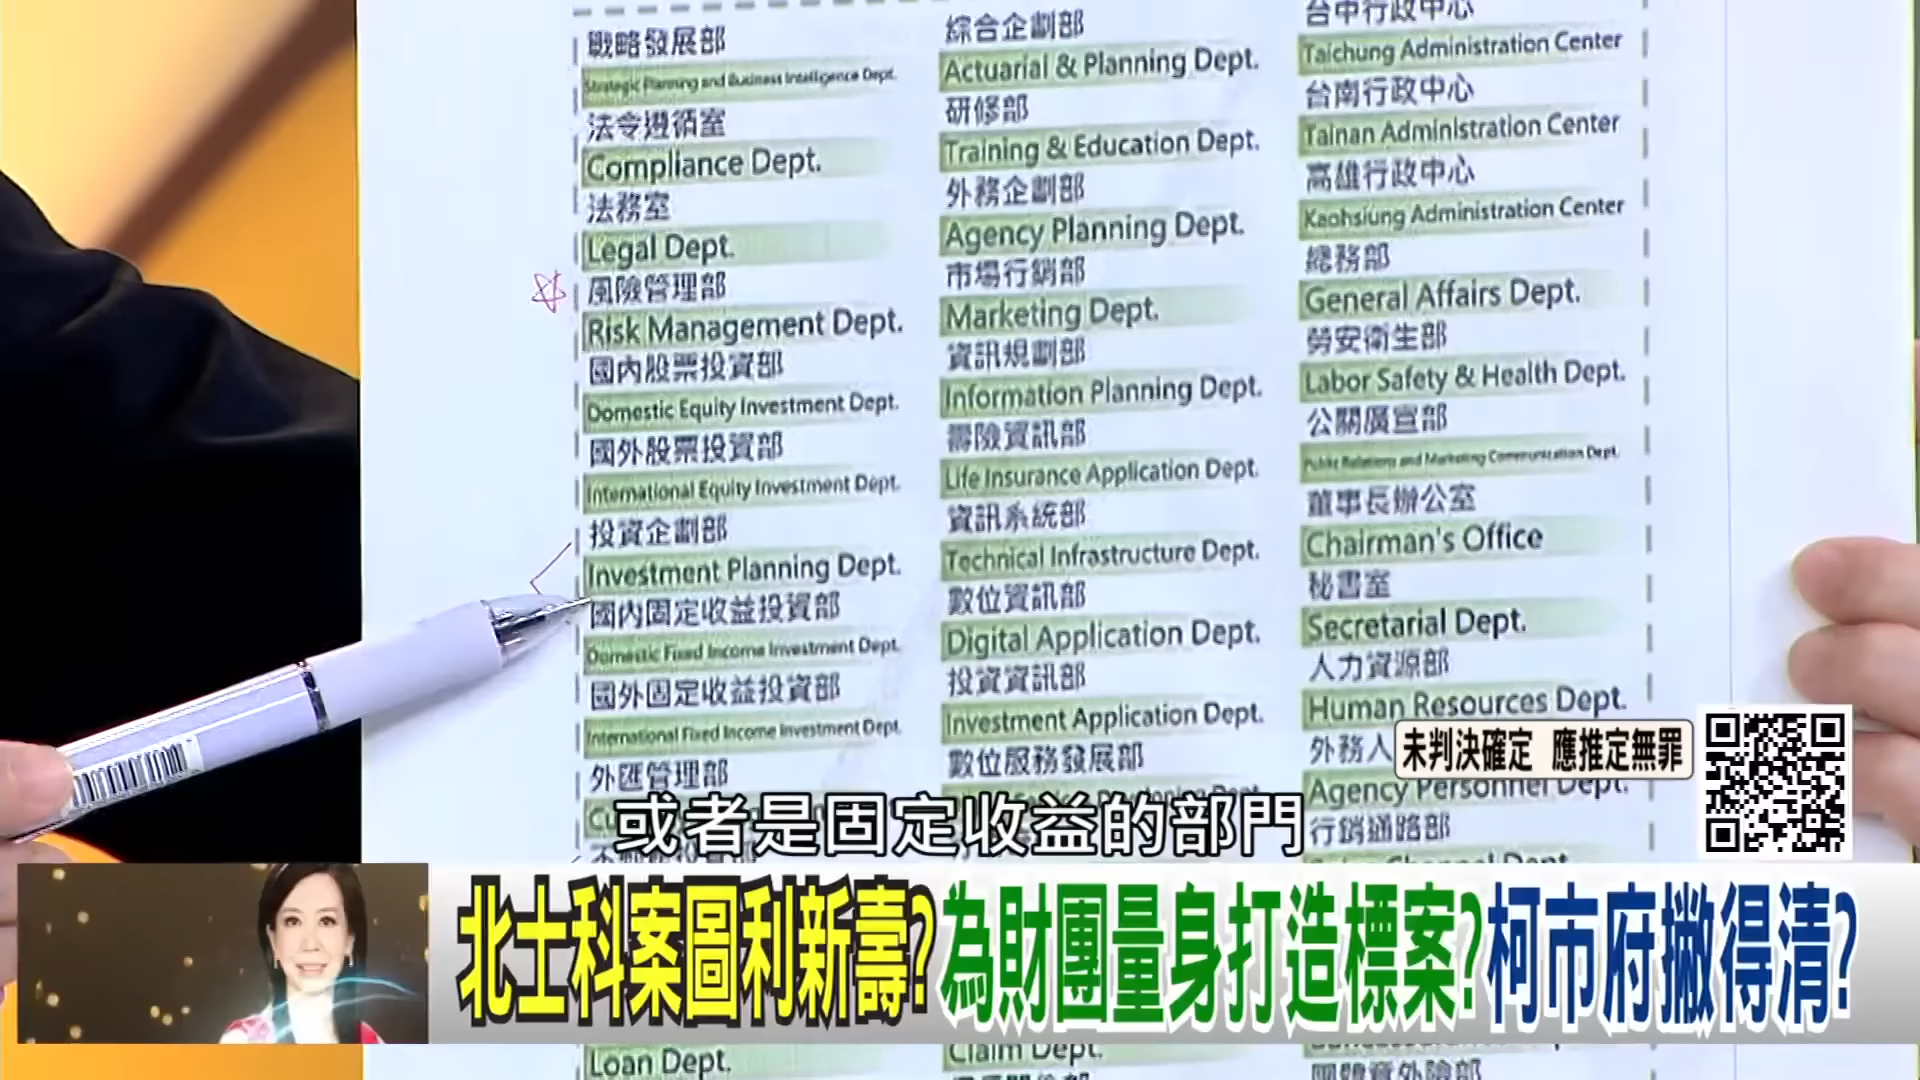 戰略發展部
Strategic Planning and Business Intelligence Dept.
法令遵循室
Compliance Dept.
法務室
Legal Dept.
風險管理部
Risk Management Dept.
國內股票投資部
Domestic Equity Investment Dept.
國外股票投資部
International Equity Investment Dept.
投資企劃部
Investment Planning Dept.
國內固定收益投資部
Domestic Fixed Income Investment Dept.
國外固定收益投資部
International Fixed Income Investment Dept.
外匯管理部
Loan Dept.
綜合企劃部
Actuarial & Planning Dept.
研修部
Training & Education Dept.
外務企劃部
Agency Planning Dept.
市場行銷部
Marketing Dept.
資訊規劃部
Information Planning Dept.
壽險資訊部
Life Insurance Application Dept.
資訊系統部
Technical Infrastructure Dept.
數位資訊部
Digital Application Dept.
投資資訊部
Investment Application Dept.
數位服務發展部
Claim Dept.
台中行政中心
Taichung Administration Center
台南行政中心
Tainan Administration Center
高雄行政中心
Kaohsiung Administration Center
總務部
General Affairs Dept.
勞安衛生部
Labor Safety & Health Dept.
公關廣宣部
Public Relations and Marketing Communication Dept.
董事長辦公室
Chairman's Office
秘書室
Secretarial Dept.
人力資源部
Human Resources Dept.
外務人
Agency Personnel Dept.
行銷通路部
未判決確定 應推定無罪
或者是固定收益的部門
北士科案圖利新壽?為財團量身打造標案?柯市府撇得清?